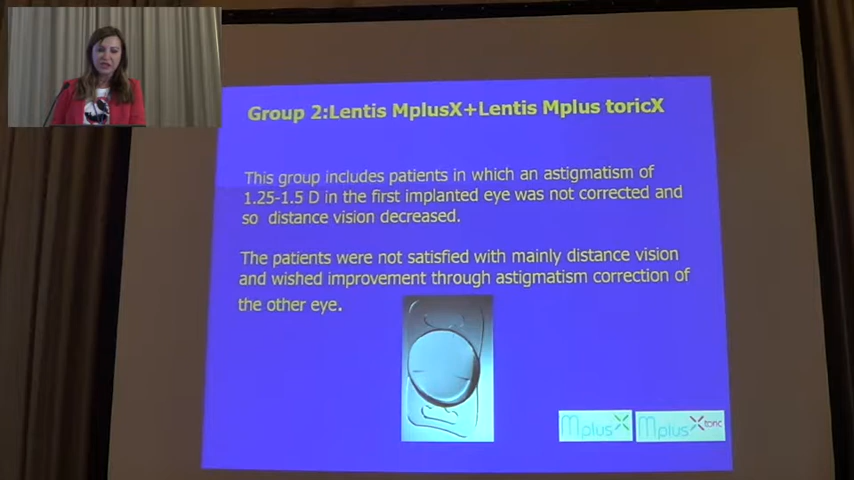 Group 2:Lentis MplusX+Lentis Mplus toricX
This group includes patients in which an astigmatism of
1.25-1.5 D in the first implanted eye was not corrected and
so distance vision decreased.
The patients were not satisfied with mainly distance vision
and wished improvement through astigmatism correction of
the other eye.
MplusX
MplusXtoric